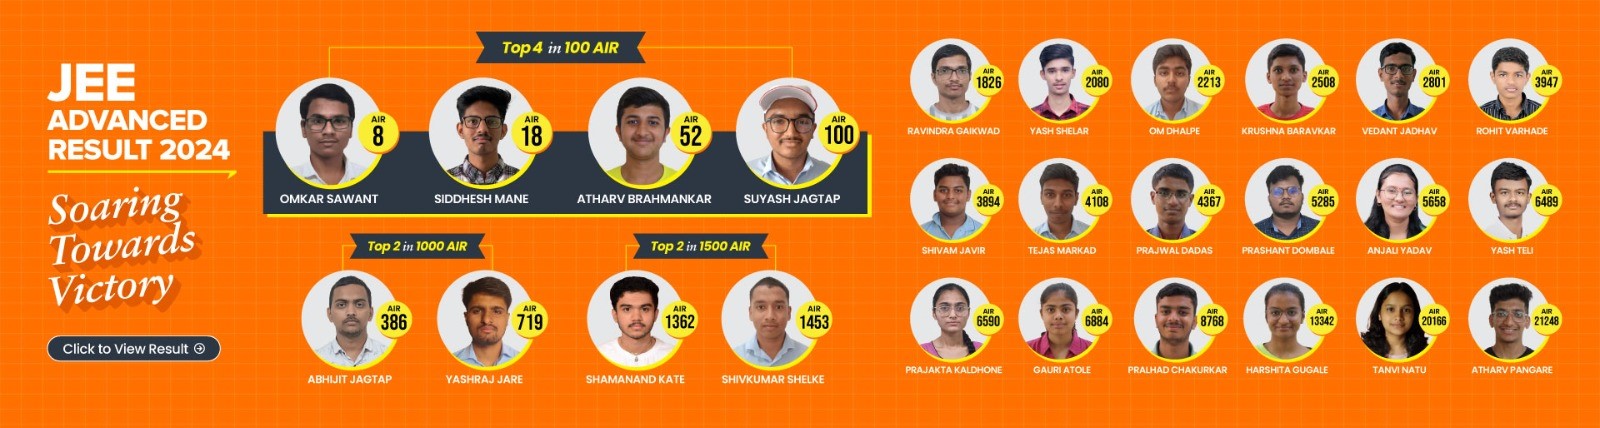 JEE
ADVANCED
RESULT 2024
Soaring
Towards
Victory
Click to View Result
Top 4 in 100 AIR
AIR 8
OMKAR SAWANT
AIR 18
SIDDHESH MANE
AIR 52
ATHARV BRAHMANKAR
AIR 100
SUYASH JAGTAP
Top 2 in 1000 AIR
AIR 386
ABHIJIT JAGTAP
AIR 719
YASHRAJ JARE
Top 2 in 1500 AIR
AIR 1362
SHAMANAND KATE
AIR 1453
SHIVKUMAR SHELKE
AIR 1826
RAVINDRA GAIKWAD
AIR 2080
YASH SHELAR
AIR 2213
OM DHALPE
AIR 2508
KRUSHNA BARAVKAR
AIR 2801
VEDANT JADHAV
AIR 3947
ROHIT VARHADE
AIR 3894
SHIVAM JAVIR
AIR 4108
TEJAS MARKAD
AIR 4367
PRAJWAL DADAS
AIR 5285
PRASHANT DOMBALE
AIR 5658
ANJALI YADAV
AIR 6489
YASH TELI
AIR 6590
PRAJAKTA KALDHONE
AIR 6884
GAURI ATOLE
AIR 8768
PRALHAD CHAKURKAR
AIR 13342
HARSHITA GUGALE
AIR 20166
TANVI NATU
AIR 21248
ATHARV PANGARE